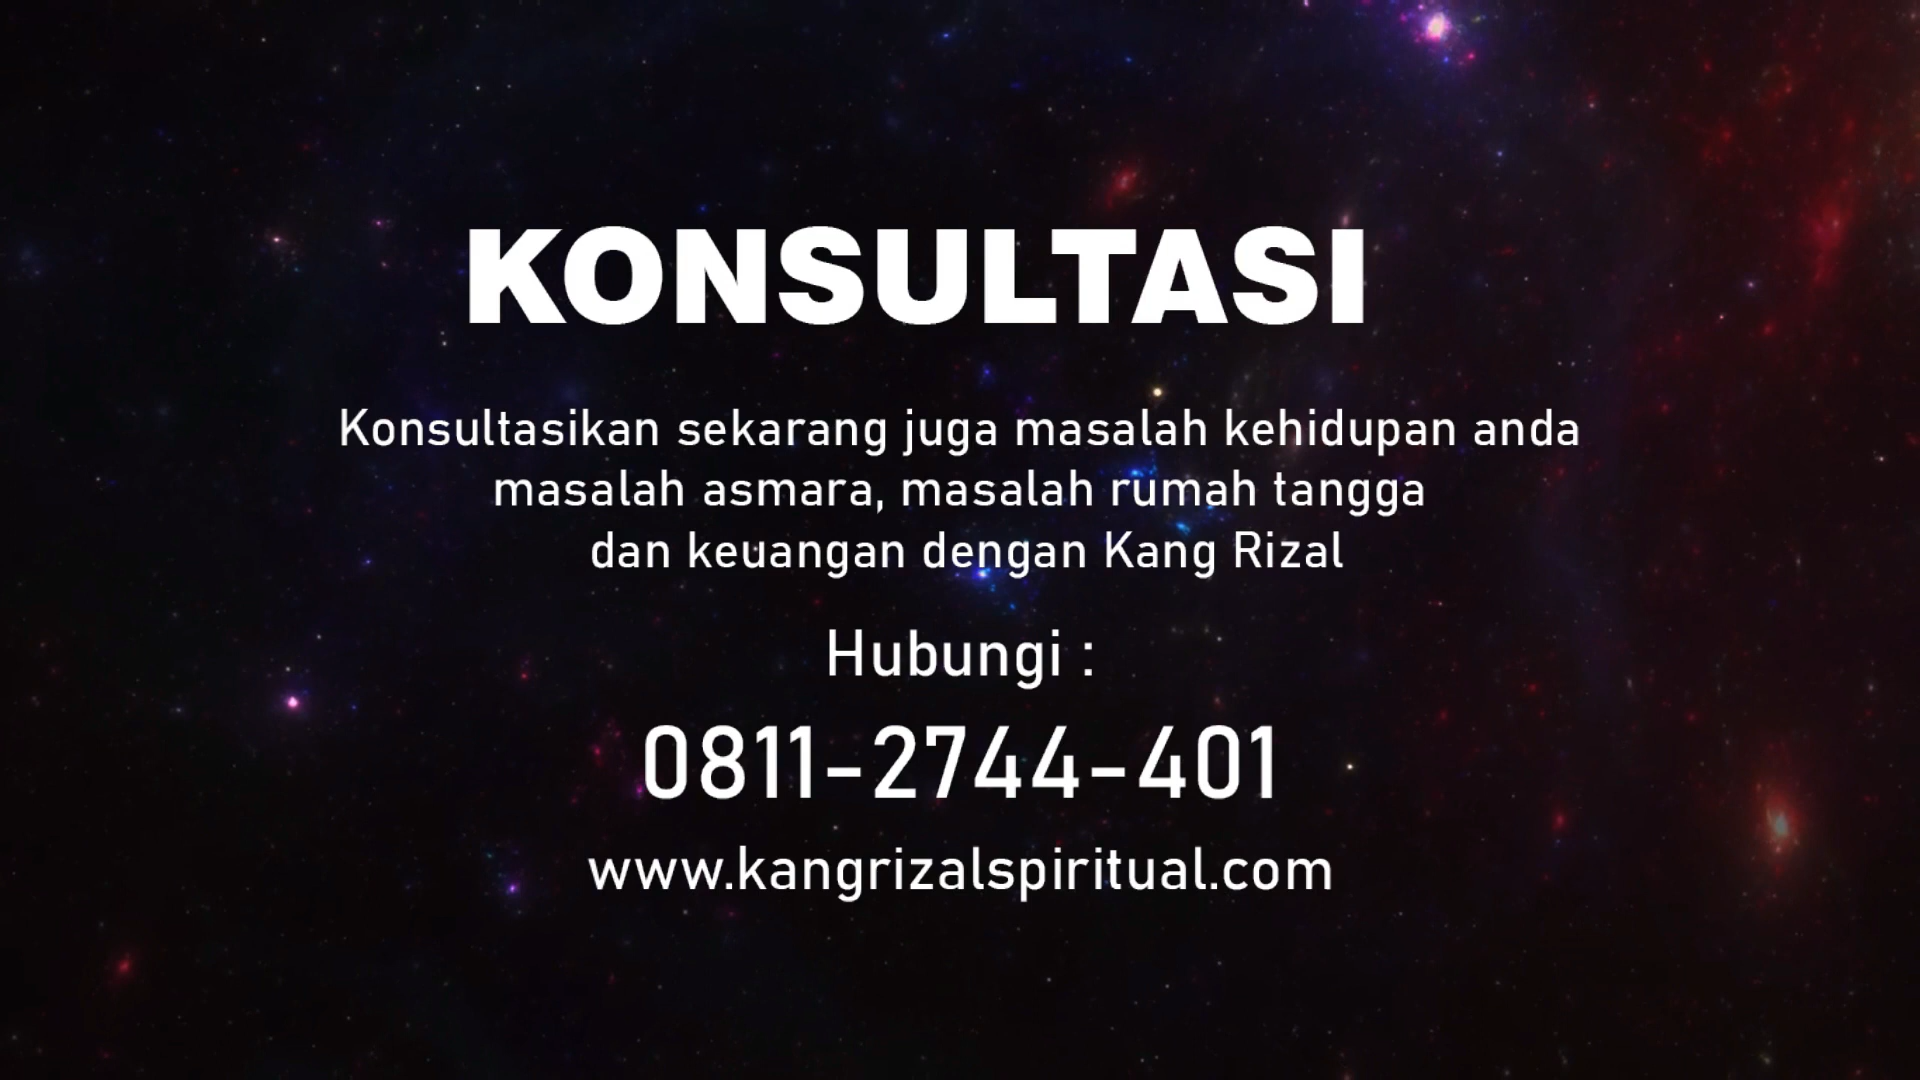 KONSULTASI
Konsultasikan sekarang juga masalah kehidupan anda
masalah asmara, masalah rumah tangga
dan keuangan dengan Kang Rizal
Hubungi :
0811-2744-401
www.kangrizalspiritual.com